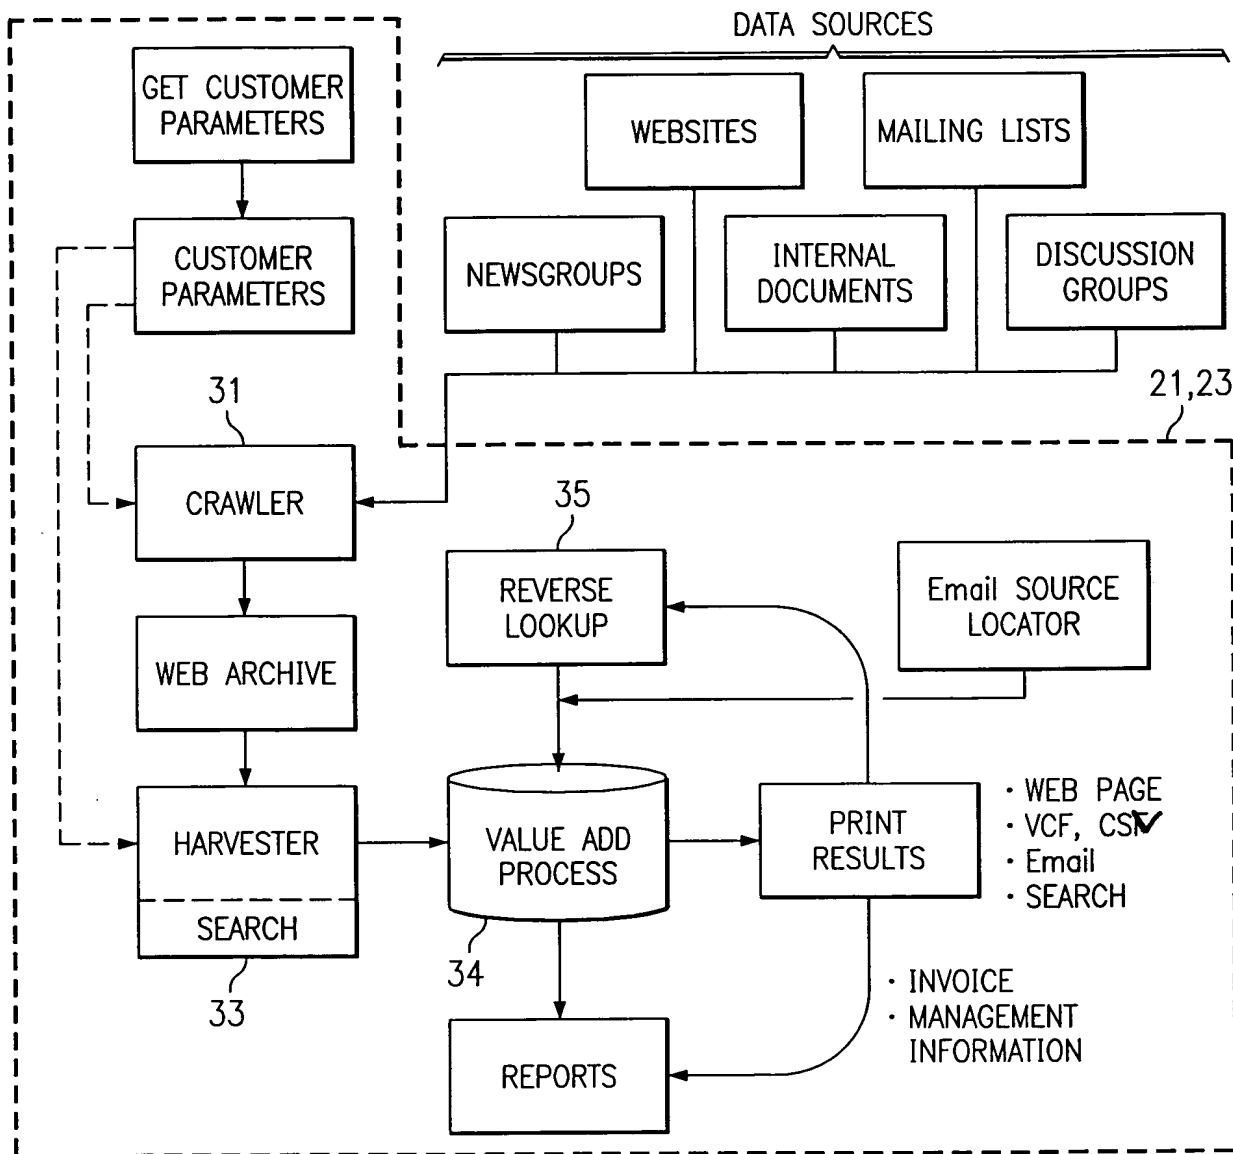 DATA SOURCES
GET CUSTOMER
PARAMETERS
WEBSITES
MAILING LISTS
CUSTOMER
PARAMETERS
NEWSGROUPS
INTERNAL
DOCUMENTS
DISCUSSION
GROUPS
21,23
31
CRAWLER
35
REVERSE
LOOKUP
Email SOURCE
LOCATOR
WEB ARCHIVE
HARVESTER
SEARCH
33
VALUE ADD
PROCESS
34
PRINT
RESULTS
· WEB PAGE
· VCF, CSV
· Email
· SEARCH
· INVOICE
· MANAGEMENT
INFORMATION
REPORTS